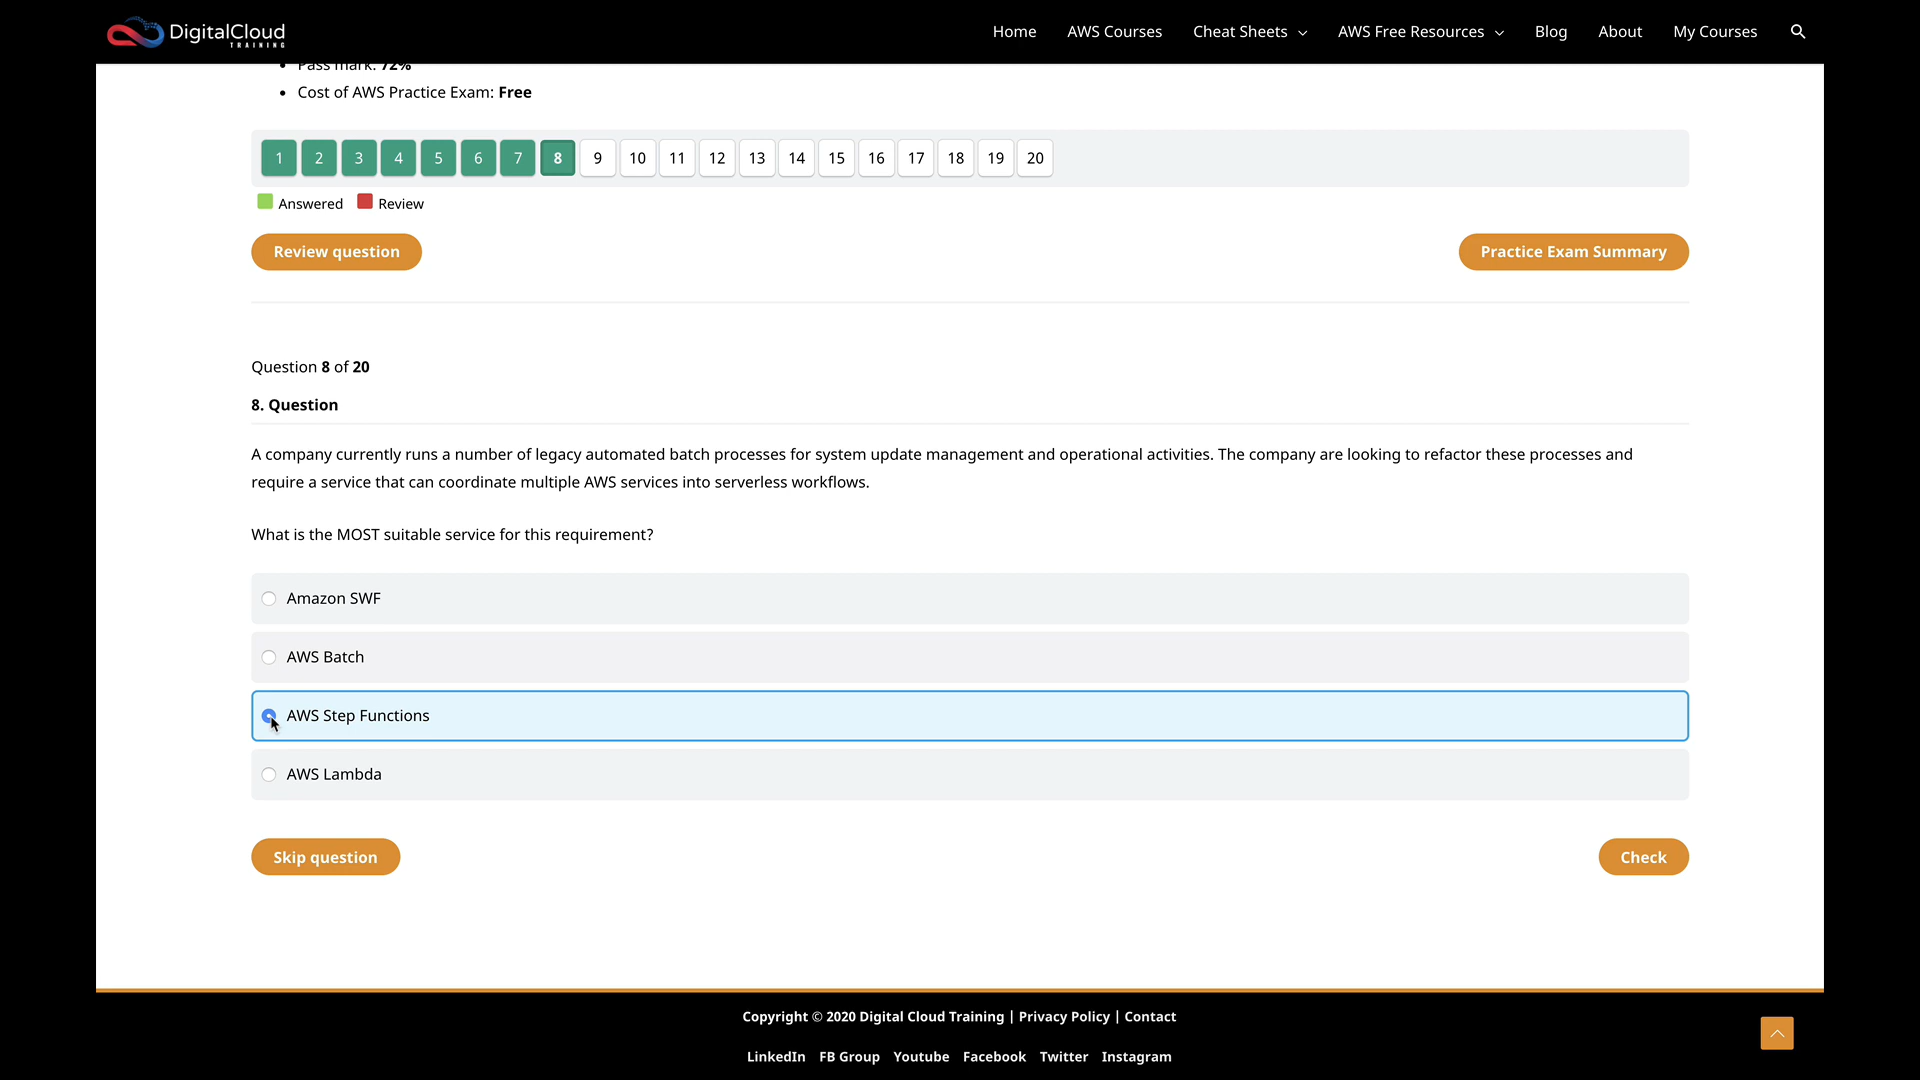 DigitalCloud
TRAINING
Home
AWS Courses
Cheat Sheets
AWS Free Resources
Blog
About
My Courses
Pass mark: 72%
Cost of AWS Practice Exam: Free
1 2 3 4 5 6 7 8 9 10 11 12 13 14 15 16 17 18 19 20
Answered Review
Review question
Practice Exam Summary
Question 8 of 20
8. Question
A company currently runs a number of legacy automated batch processes for system update management and operational activities. The company are looking to refactor these processes and
require a service that can coordinate multiple AWS services into serverless workflows.
What is the MOST suitable service for this requirement?
Amazon SWF
AWS Batch
AWS Step Functions
AWS Lambda
Skip question
Check
Copyright © 2020 Digital Cloud Training | Privacy Policy | Contact
LinkedIn FB Group Youtube Facebook Twitter Instagram